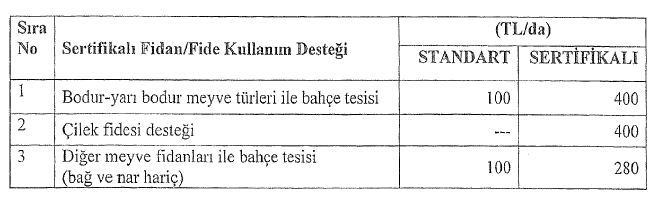 Sıra No Sertifikalı Fidan/Fide Kullanım Desteği (TL/da)
STANDART SERTİFİKALI
1 Bodur-yarı bodur meyve türleri ile bahçe tesisi 100 400
2 Çilek fidesi desteği --- 400
3 Diğer meyve fidanları ile bahçe tesisi
(bağ ve nar hariç) 100 280